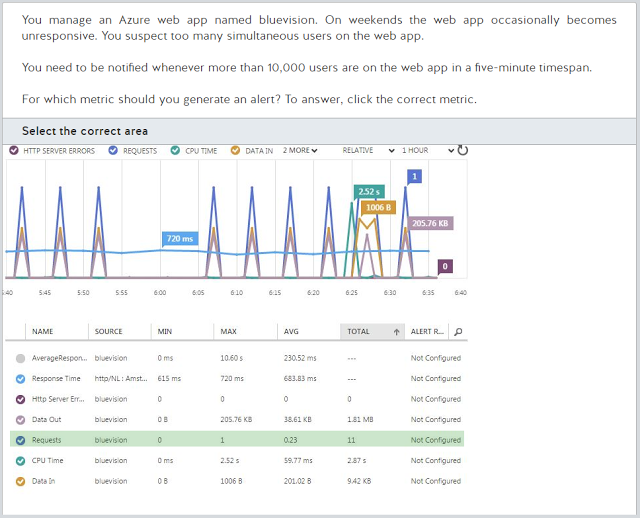 You manage an Azure web app named bluevision. On weekends the web app occasionally becomes
unresponsive. You suspect too many simultaneous users on the web app.
You need to be notified whenever more than 10,000 users are on the web app in a five-minute timespan.
For which metric should you generate an alert? To answer, click the correct metric.
Select the correct area
HTTP SERVER ERRORS REQUESTS CPU TIME DATA IN 2 MORE RELATIVE 1 HOUR
1
2.52 s
1006 B
205.76 KB
720 ms
0
5:40 5:45 5:50 5:55 6:00 6:05 6:10 6:15 6:20 6:25 6:30 6:35 6:40
NAME SOURCE MIN MAX AVG TOTAL ALERT R...
AverageRespon... bluevision 0 ms 10.60 s 230.52 ms --- Not Configured
Response Time http/NL : Amst... 615 ms 720 ms 683.83 ms --- Not Configured
Http Server Err... bluevision 0 0 0 0 Not Configured
Data Out bluevision 0 B 205.76 KB 38.61 KB 1.81 MB Not Configured
Requests bluevision 0 1 0.23 11 Not Configured
CPU Time bluevision 0 ms 2.52 s 59.77 ms 2.87 s Not Configured
Data In bluevision 0 B 1006 B 201.02 B 9.42 KB Not Configured